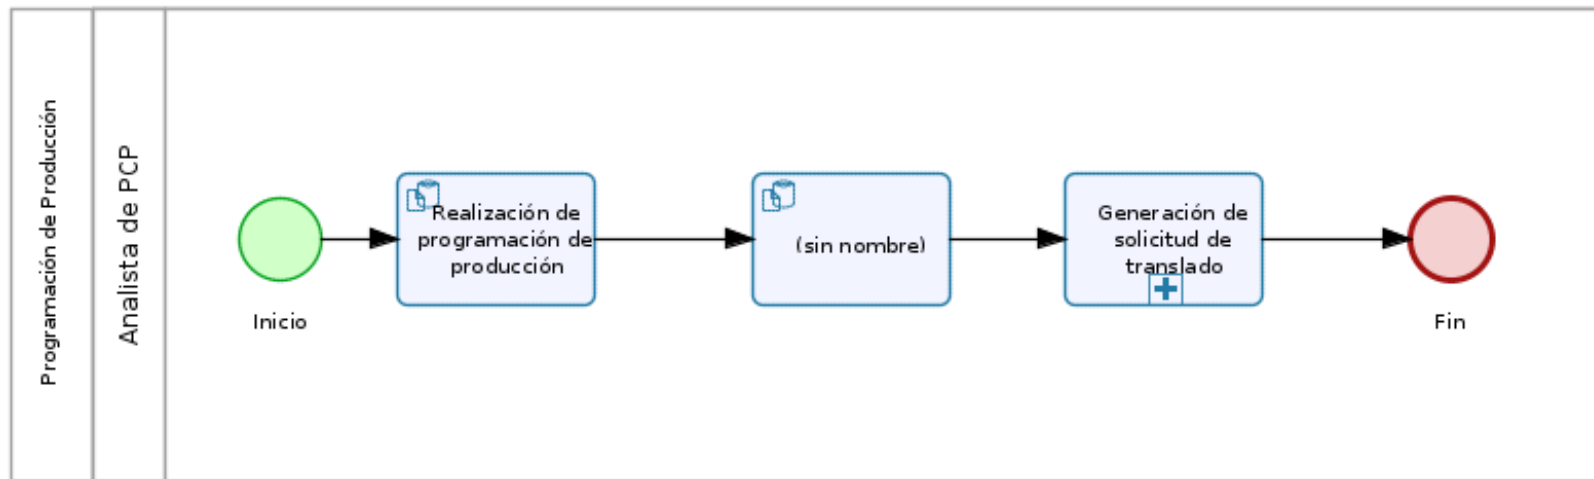 Programación de Producción
Analista de PCP
Inicio
Realización de
programación de
producción
(sin nombre)
Generación de
solicitud de
translado
Fin